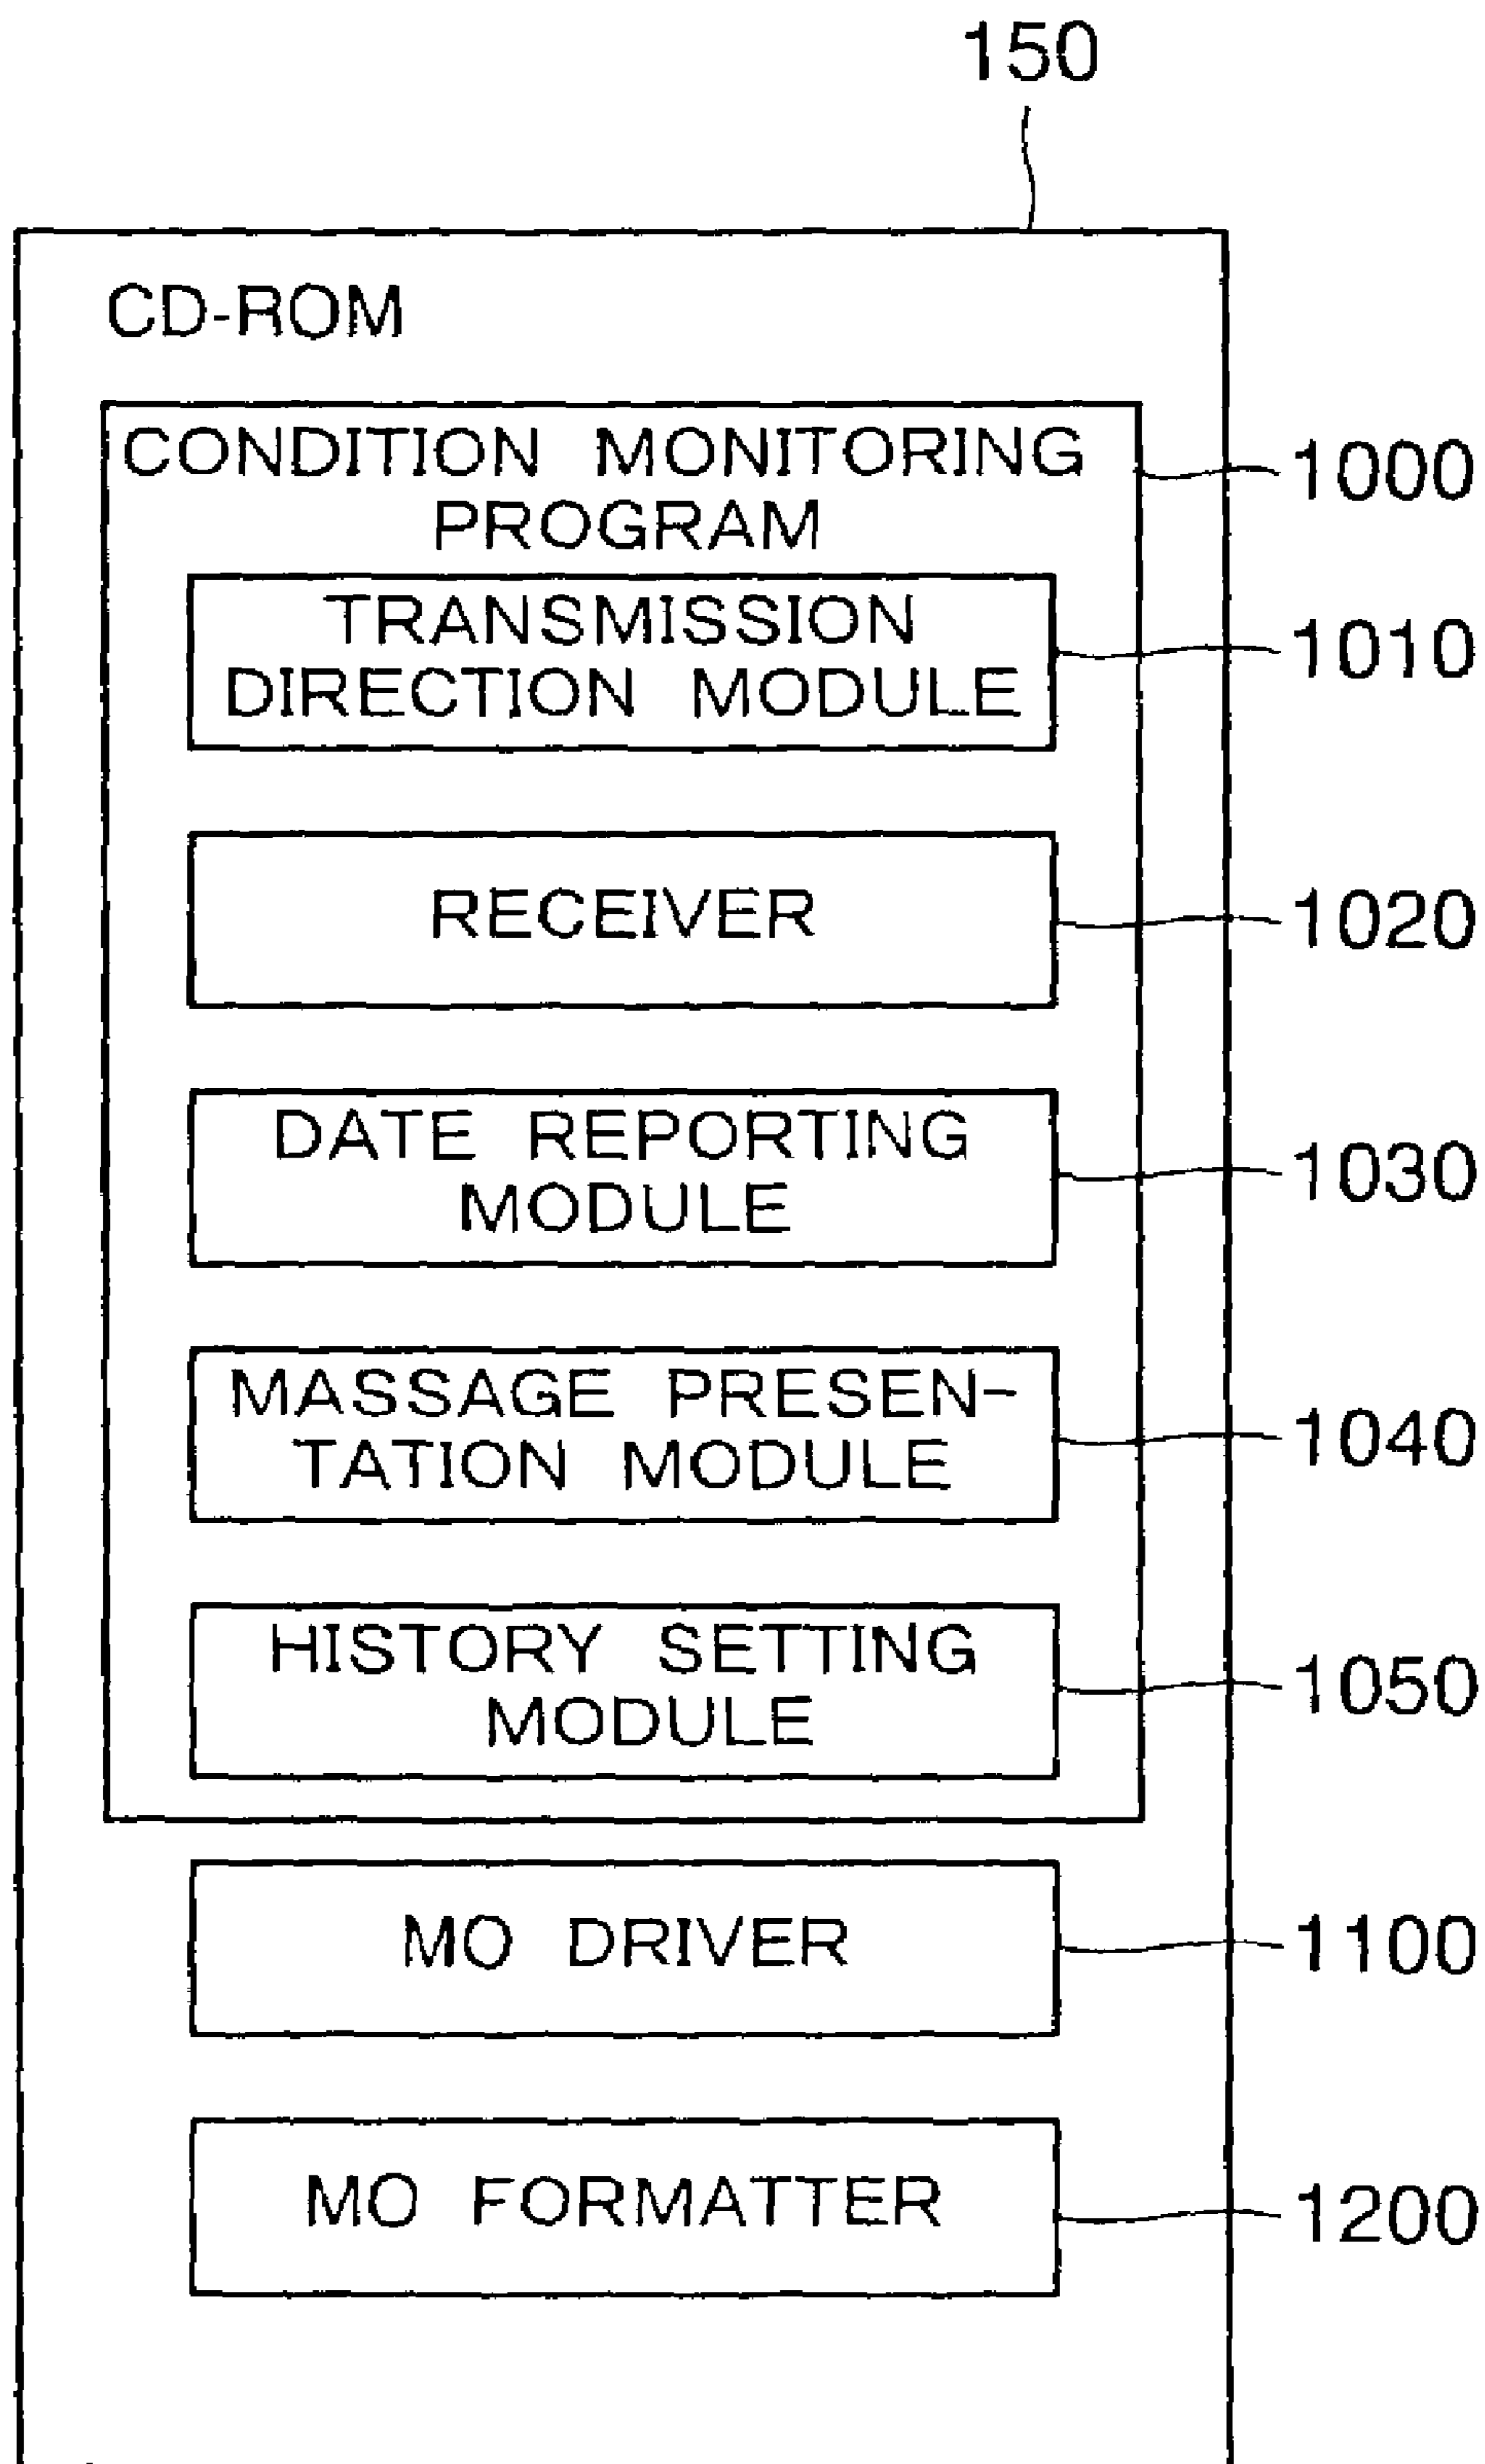 150
CD-ROM
CONDITION MONITORING
PROGRAM
1000
TRANSMISSION
DIRECTION MODULE
1010
RECEIVER
1020
DATE REPORTING
MODULE
1030
MASSAGE PRESEN-
TATION MODULE
1040
HISTORY SETTING
MODULE
1050
MO DRIVER
1100
MO FORMATTER
1200